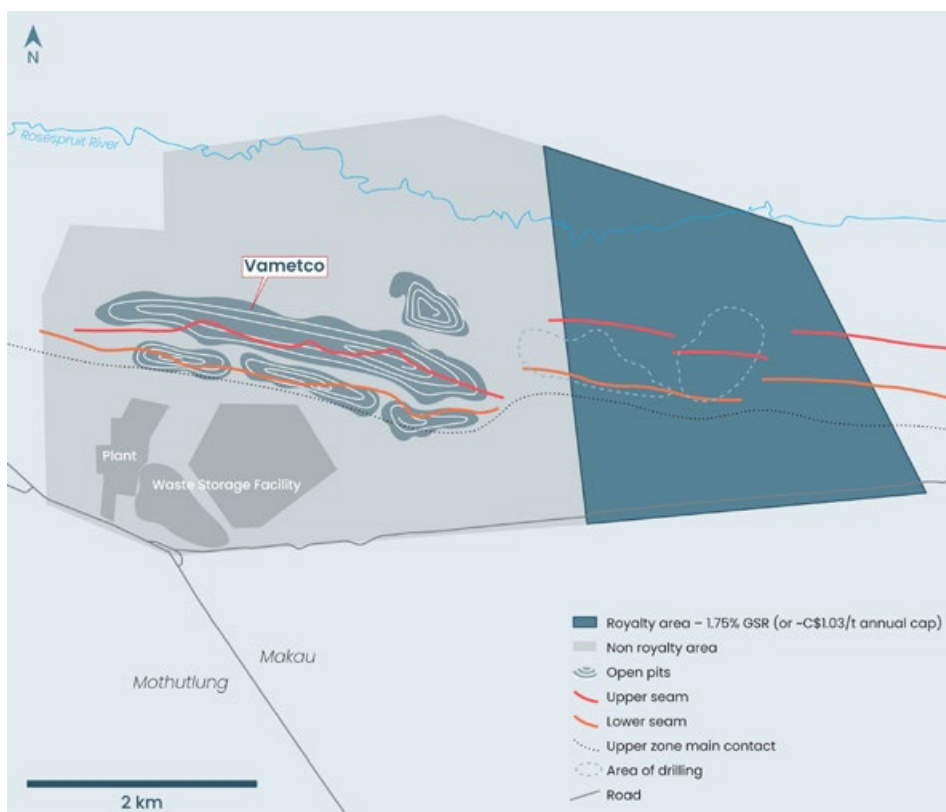 N
Rosespruit River
Vametco
Plant
Waste Storage Facility
Makau
Mothutlung
Royalty area – 1.75% GSR (or ~C$1.03/t annual cap)
Non royalty area
Open pits
Upper seam
Lower seam
Upper zone main contact
Area of drilling
Road
2 km